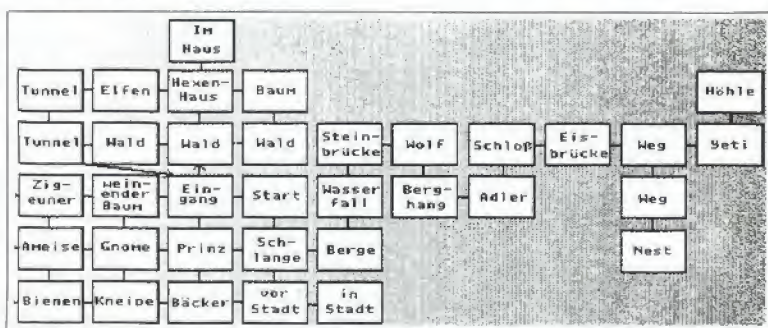 Im
Haus
Tunnel
Elfen
Hexen-
Haus
Baum
Höhle
Tunnel
Wald
Wald
Wald
Stein-
brücke
Wolf
Schloß
Eis-
brücke
Weg
Yeti
Zig-
euner
wein-
ender
Baum
Ein-
gang
Start
Wasser
fall
Berg-
hang
Adler
Weg
Ameise
Gnome
Prinz
Sch-
lange
Berge
Nest
Bienen
Kneipe
Bäcker
vor
Stadt
in
Stadt